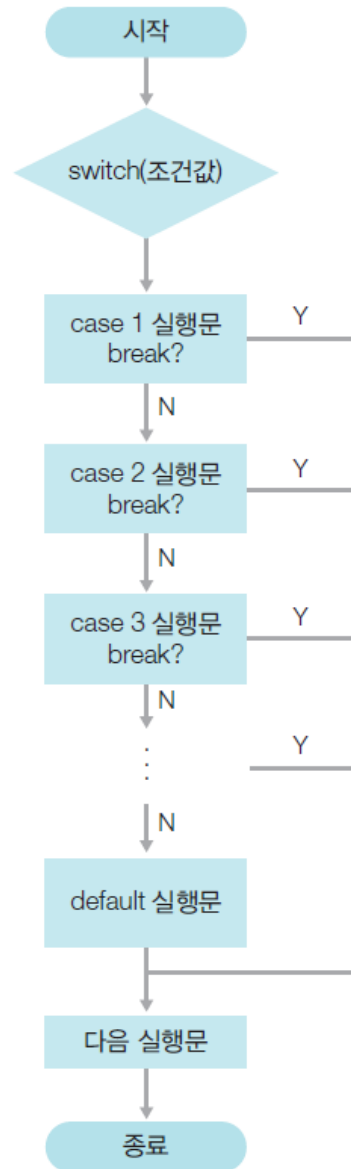 시작
switch(조건값)
case 1 실행문
break?
Y
N
case 2 실행문
break?
Y
N
case 3 실행문
break?
Y
N
⋮
Y
N
default 실행문
다음 실행문
종료